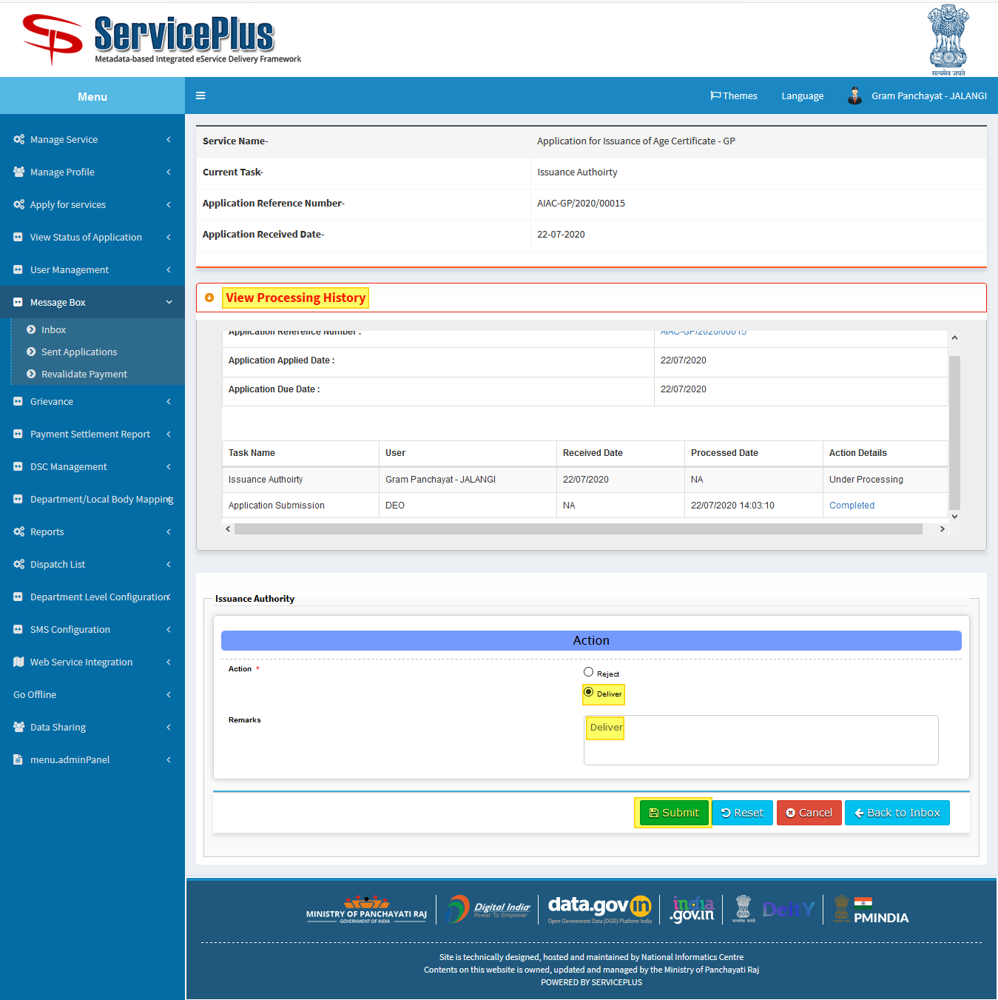 ServicePlus
Metadata-based Integrated eService Delivery Framework
सत्यमेव जयते
Menu
Themes
Language
Gram Panchayat - JALANGI
Manage Service
Manage Profile
Apply for services
View Status of Application
User Management
Message Box
Inbox
Sent Applications
Revalidate Payment
Grievance
Payment Settlement Report
DSC Management
Department/Local Body Mapping
Reports
Dispatch List
Department Level Configuration
SMS Configuration
Web Service Integration
Go Offline
Data Sharing
menu.adminPanel
Service Name- Application for Issuance of Age Certificate - GP
Current Task- Issuance Authoirty
Application Reference Number- AIAC-GP/2020/00015
Application Received Date- 22-07-2020
View Processing History
Application Reference Number : AIAC-GP/2020/00015
Application Applied Date : 22/07/2020
Application Due Date : 22/07/2020
Task Name User Received Date Processed Date Action Details
Issuance Authoirty Gram Panchayat - JALANGI 22/07/2020 NA Under Processing
Application Submission DEO NA 22/07/2020 14:03:10 Completed
Issuance Authority
Action
Action * Reject
Deliver
Remarks Deliver
Submit Reset Cancel Back to Inbox
MINISTRY OF PANCHAYATI RAJ
GOVERNMENT OF INDIA
Digital India
Power To Empower
data.gov in
Open Government Data (OGD) Platform India
india
.gov.in
सत्यमेव जयते
DeitY
PMINDIA
Site is technically designed, hosted and maintained by National Informatics Centre
Contents on this website is owned, updated and managed by the Ministry of Panchayati Raj
POWERED BY SERVICEPLUS